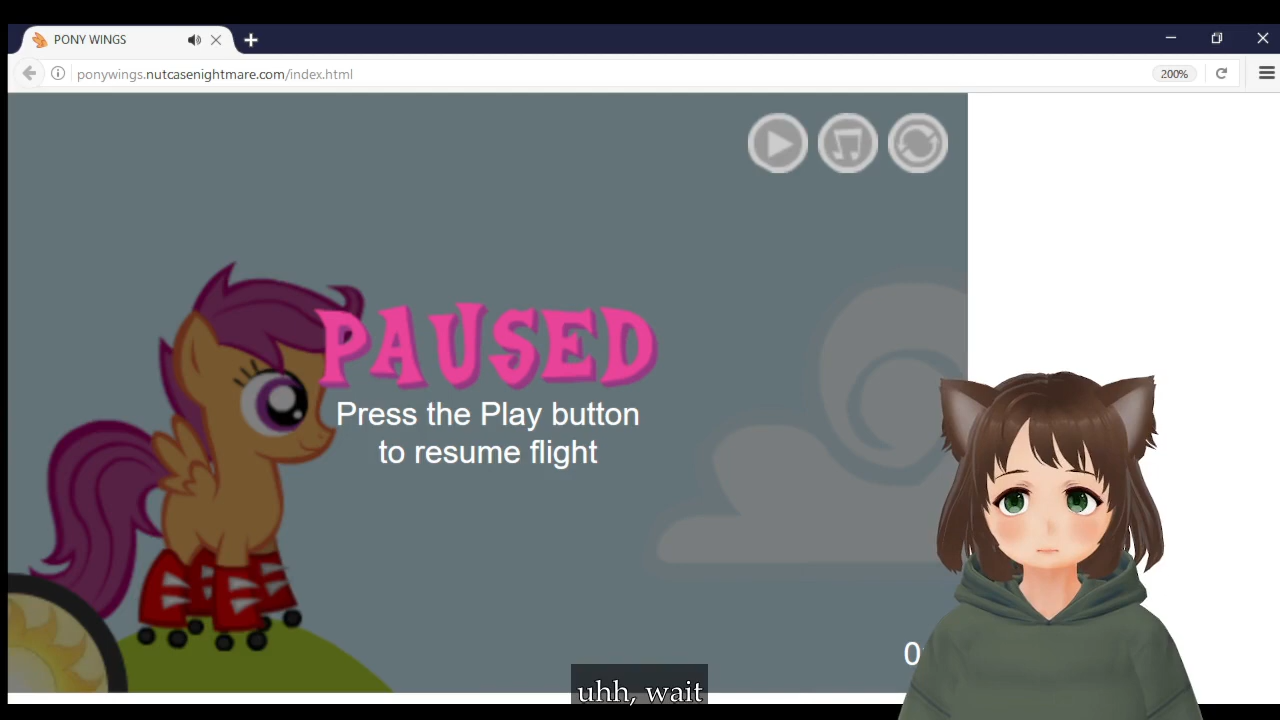 PONY WINGS
ponywings.nutcasenightmare.com/index.html
200%
PAUSED
Press the Play button
to resume flight
0
uhh, wait